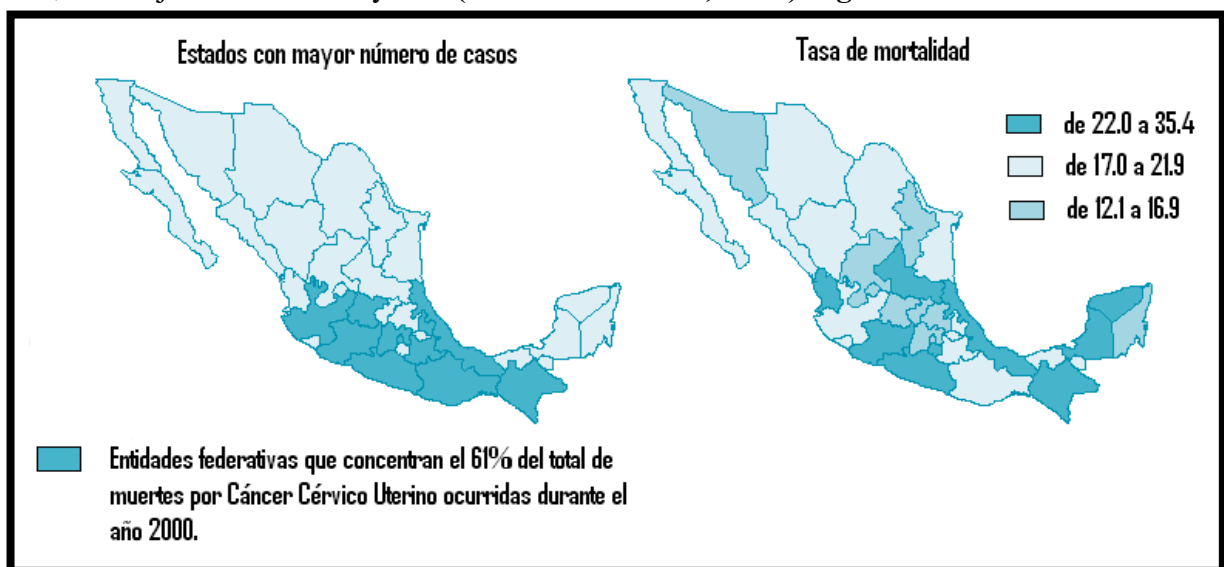 Estados con mayor número de casos
Tasa de mortalidad
de 22.0 a 35.4
de 17.0 a 21.9
de 12.1 a 16.9
Entidades federativas que concentran el 61% del total de
muertes por Cáncer Cérvico Uterino ocurridas durante el
año 2000.